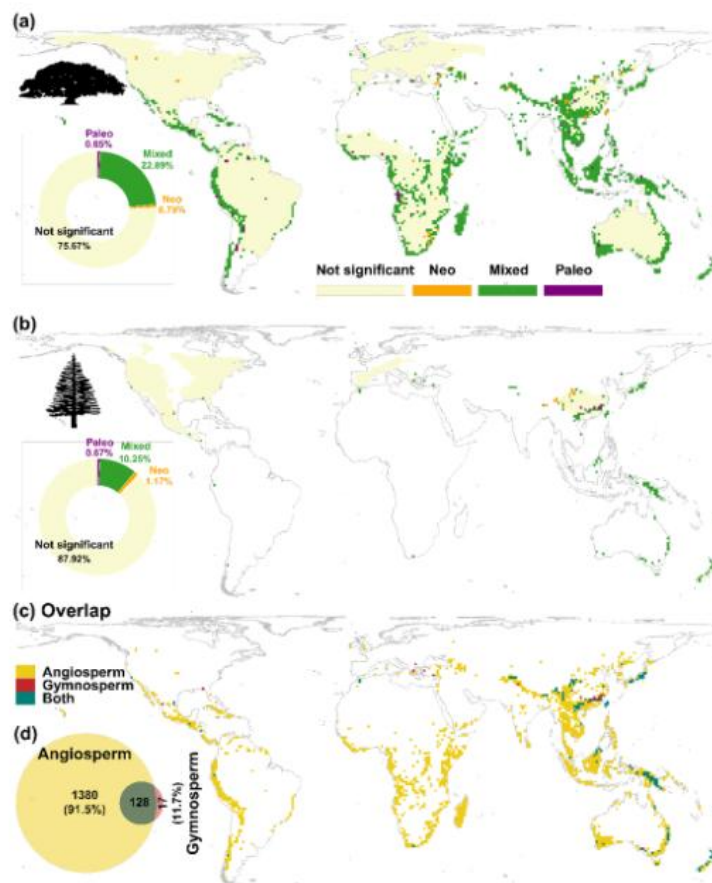 (a)
Paleo
0.65%
Mixed
22.89%
Neo
0.79%
Not significant
75.67%
Not significant Neo Mixed Paleo
(b)
Paleo
0.67%
Mixed
10.25%
Neo
1.17%
Not significant
87.92%
(c) Overlap
Angiosperm
Gymnosperm
Both
(d)
Angiosperm
1380
(91.5%)
128
17
(11.7%)
Gymnosperm